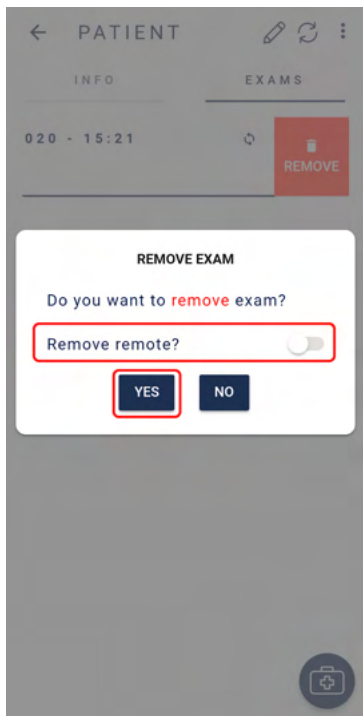 PATIENT
INFO
EXAMS
020 - 15:21
REMOVE
REMOVE EXAM
Do you want to remove exam?
Remove remote?
YES
NO